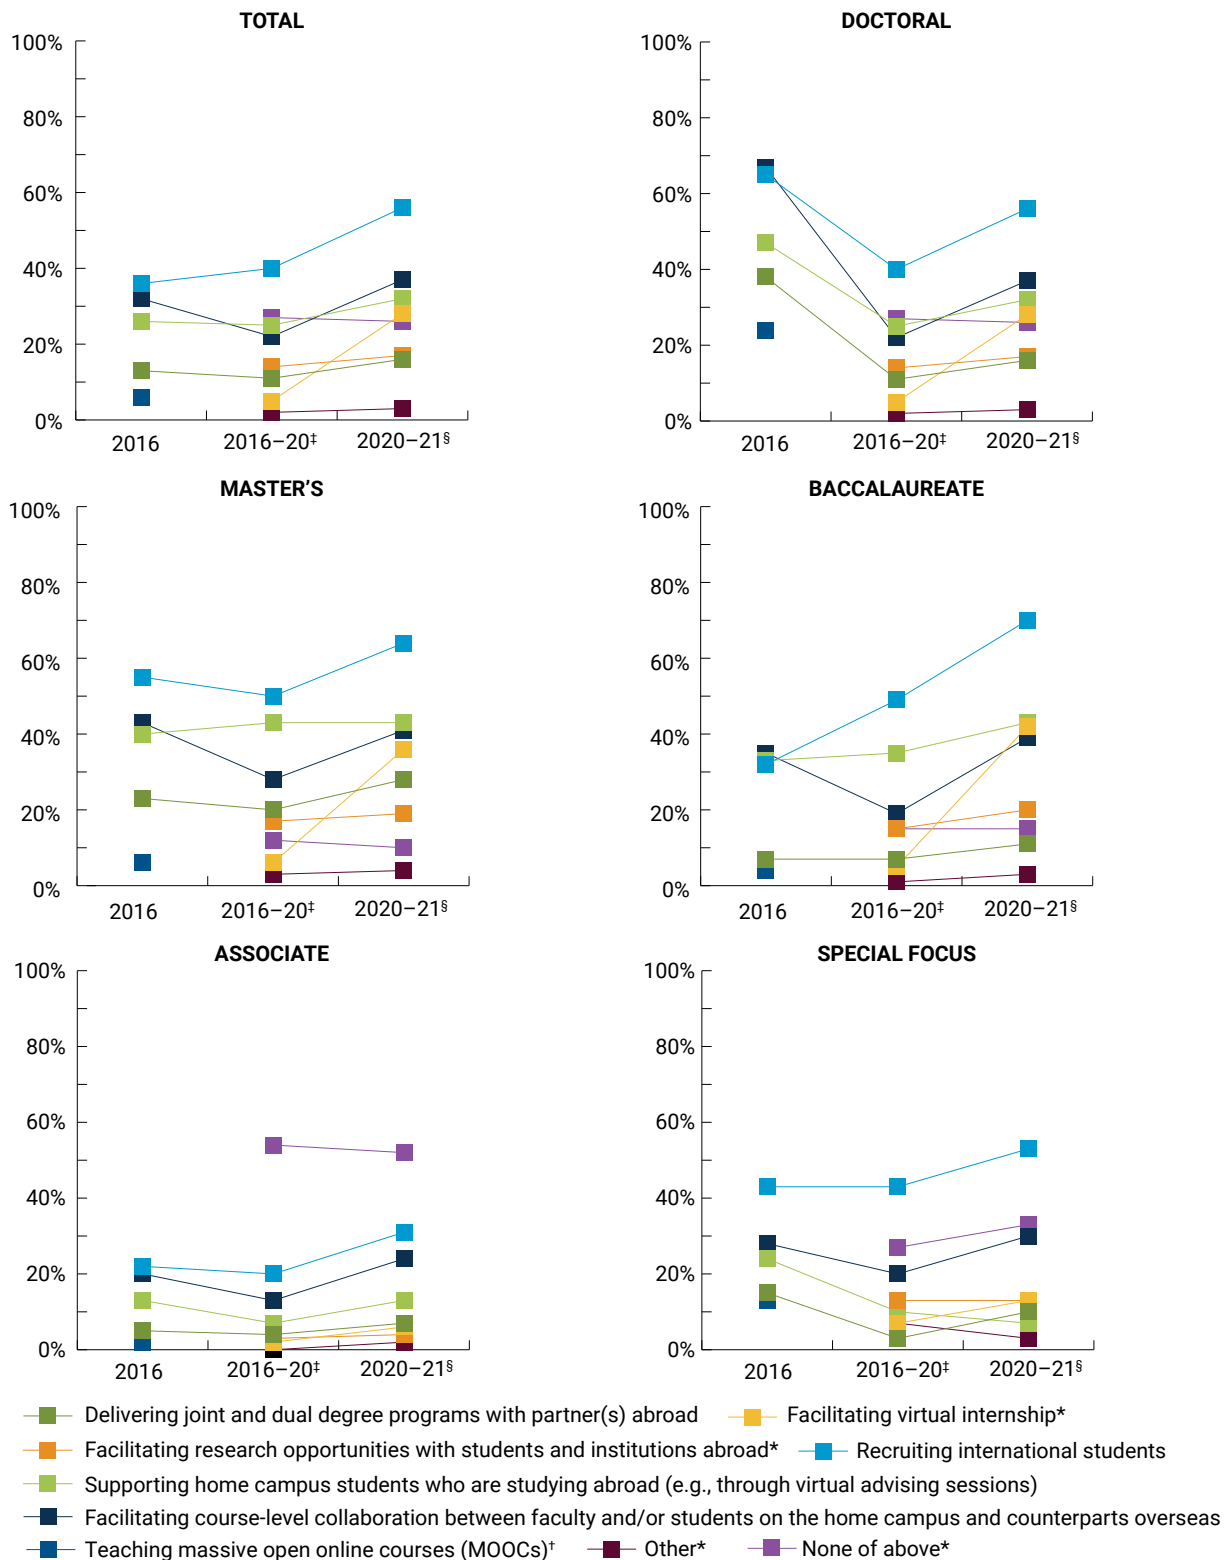 TOTAL
100%
80%
60%
40%
20%
0%
2016 2016–20‡ 2020–21§
DOCTORAL
100%
80%
60%
40%
20%
0%
2016 2016–20‡ 2020–21§
MASTER'S
100%
80%
60%
40%
20%
0%
2016 2016–20‡ 2020–21§
BACCALAUREATE
100%
80%
60%
40%
20%
0%
2016 2016–20‡ 2020–21§
ASSOCIATE
100%
80%
60%
40%
20%
0%
2016 2016–20‡ 2020–21§
SPECIAL FOCUS
100%
80%
60%
40%
20%
0%
2016 2016–20‡ 2020–21§
Delivering joint and dual degree programs with partner(s) abroad Facilitating virtual internship*
Facilitating research opportunities with students and institutions abroad* Recruiting international students
Supporting home campus students who are studying abroad (e.g., through virtual advising sessions)
Facilitating course-level collaboration between faculty and/or students on the home campus and counterparts overseas
Teaching massive open online courses (MOOCs)† Other* None of above*